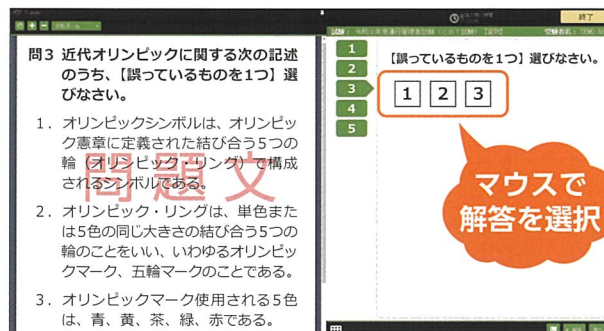 問3 近代オリンピックに関する次の記述
のうち、【誤っているものを1つ】選
びなさい。
1. オリンピックシンボルは、オリンピッ
ク憲章に定義された結び合う5つの
輪（オリンピック・リング）で構成
されるシンボルである。
問題文
2. オリンピック・リングは、単色また
は5色の同じ大きさの結び合う5つの
輪のことをいい、いわゆるオリンピッ
クマーク、五輪マークのことである。
3. オリンピックマーク使用される5色
は、青、黄、茶、緑、赤である。
終了
1
2
3
4
5
【誤っているものを1つ】選びなさい。
1 2 3
マウスで
解答を選択